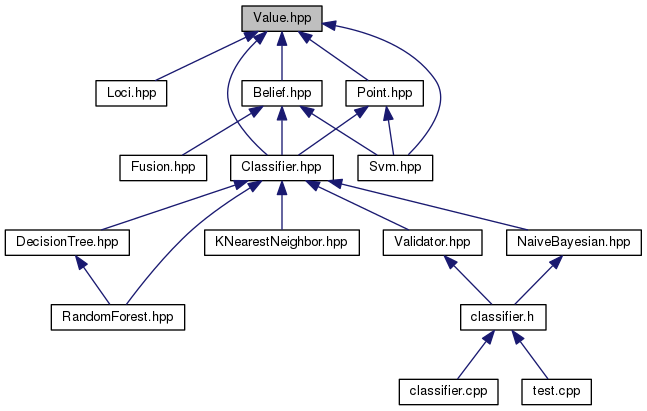 Value.hpp
Loci.hpp
Belief.hpp
Point.hpp
Fusion.hpp
Classifier.hpp
Svm.hpp
DecisionTree.hpp
KNearestNeighbor.hpp
Validator.hpp
NaiveBayesian.hpp
RandomForest.hpp
classifier.h
classifier.cpp
test.cpp